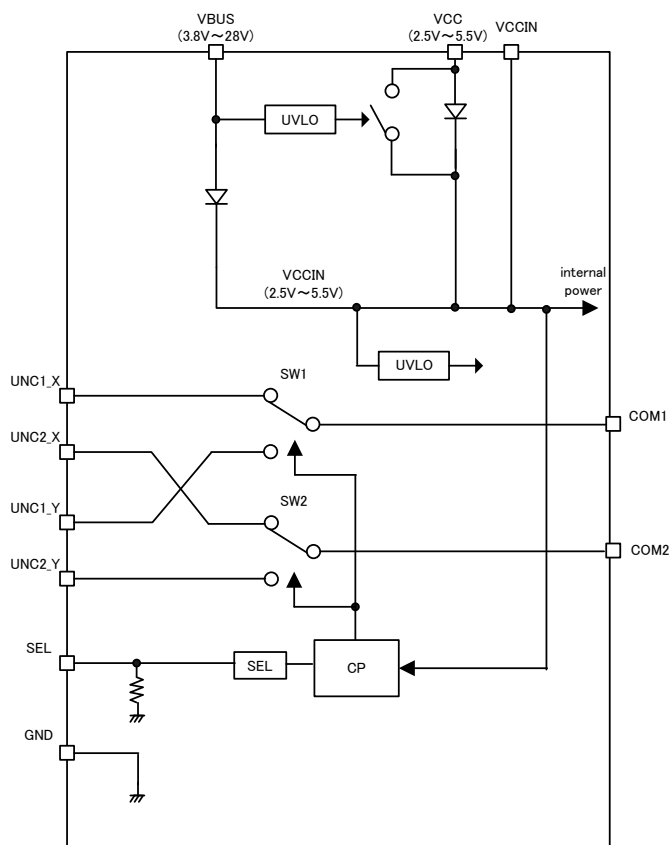 VBUS
(3.8V～28V)
VCC
(2.5V～5.5V)
VCCIN
UVLO
VCCIN
(2.5V～5.5V)
internal
power
UVLO
UNC1_X
SW1
COM1
UNC2_X
UNC1_Y
SW2
COM2
UNC2_Y
SEL
SEL
CP
GND